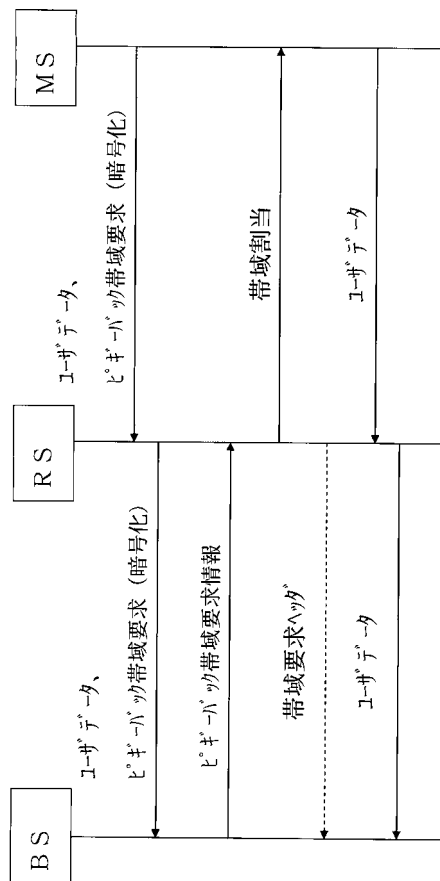 MS
RS
BS
ユーザデータ、
ピギーバック帯域要求（暗号化）
帯域割当
ユーザデータ
ユーザデータ、
ピギーバック帯域要求（暗号化）
ピギーバック帯域要求情報
帯域要求ヘッダ
ユーザデータ